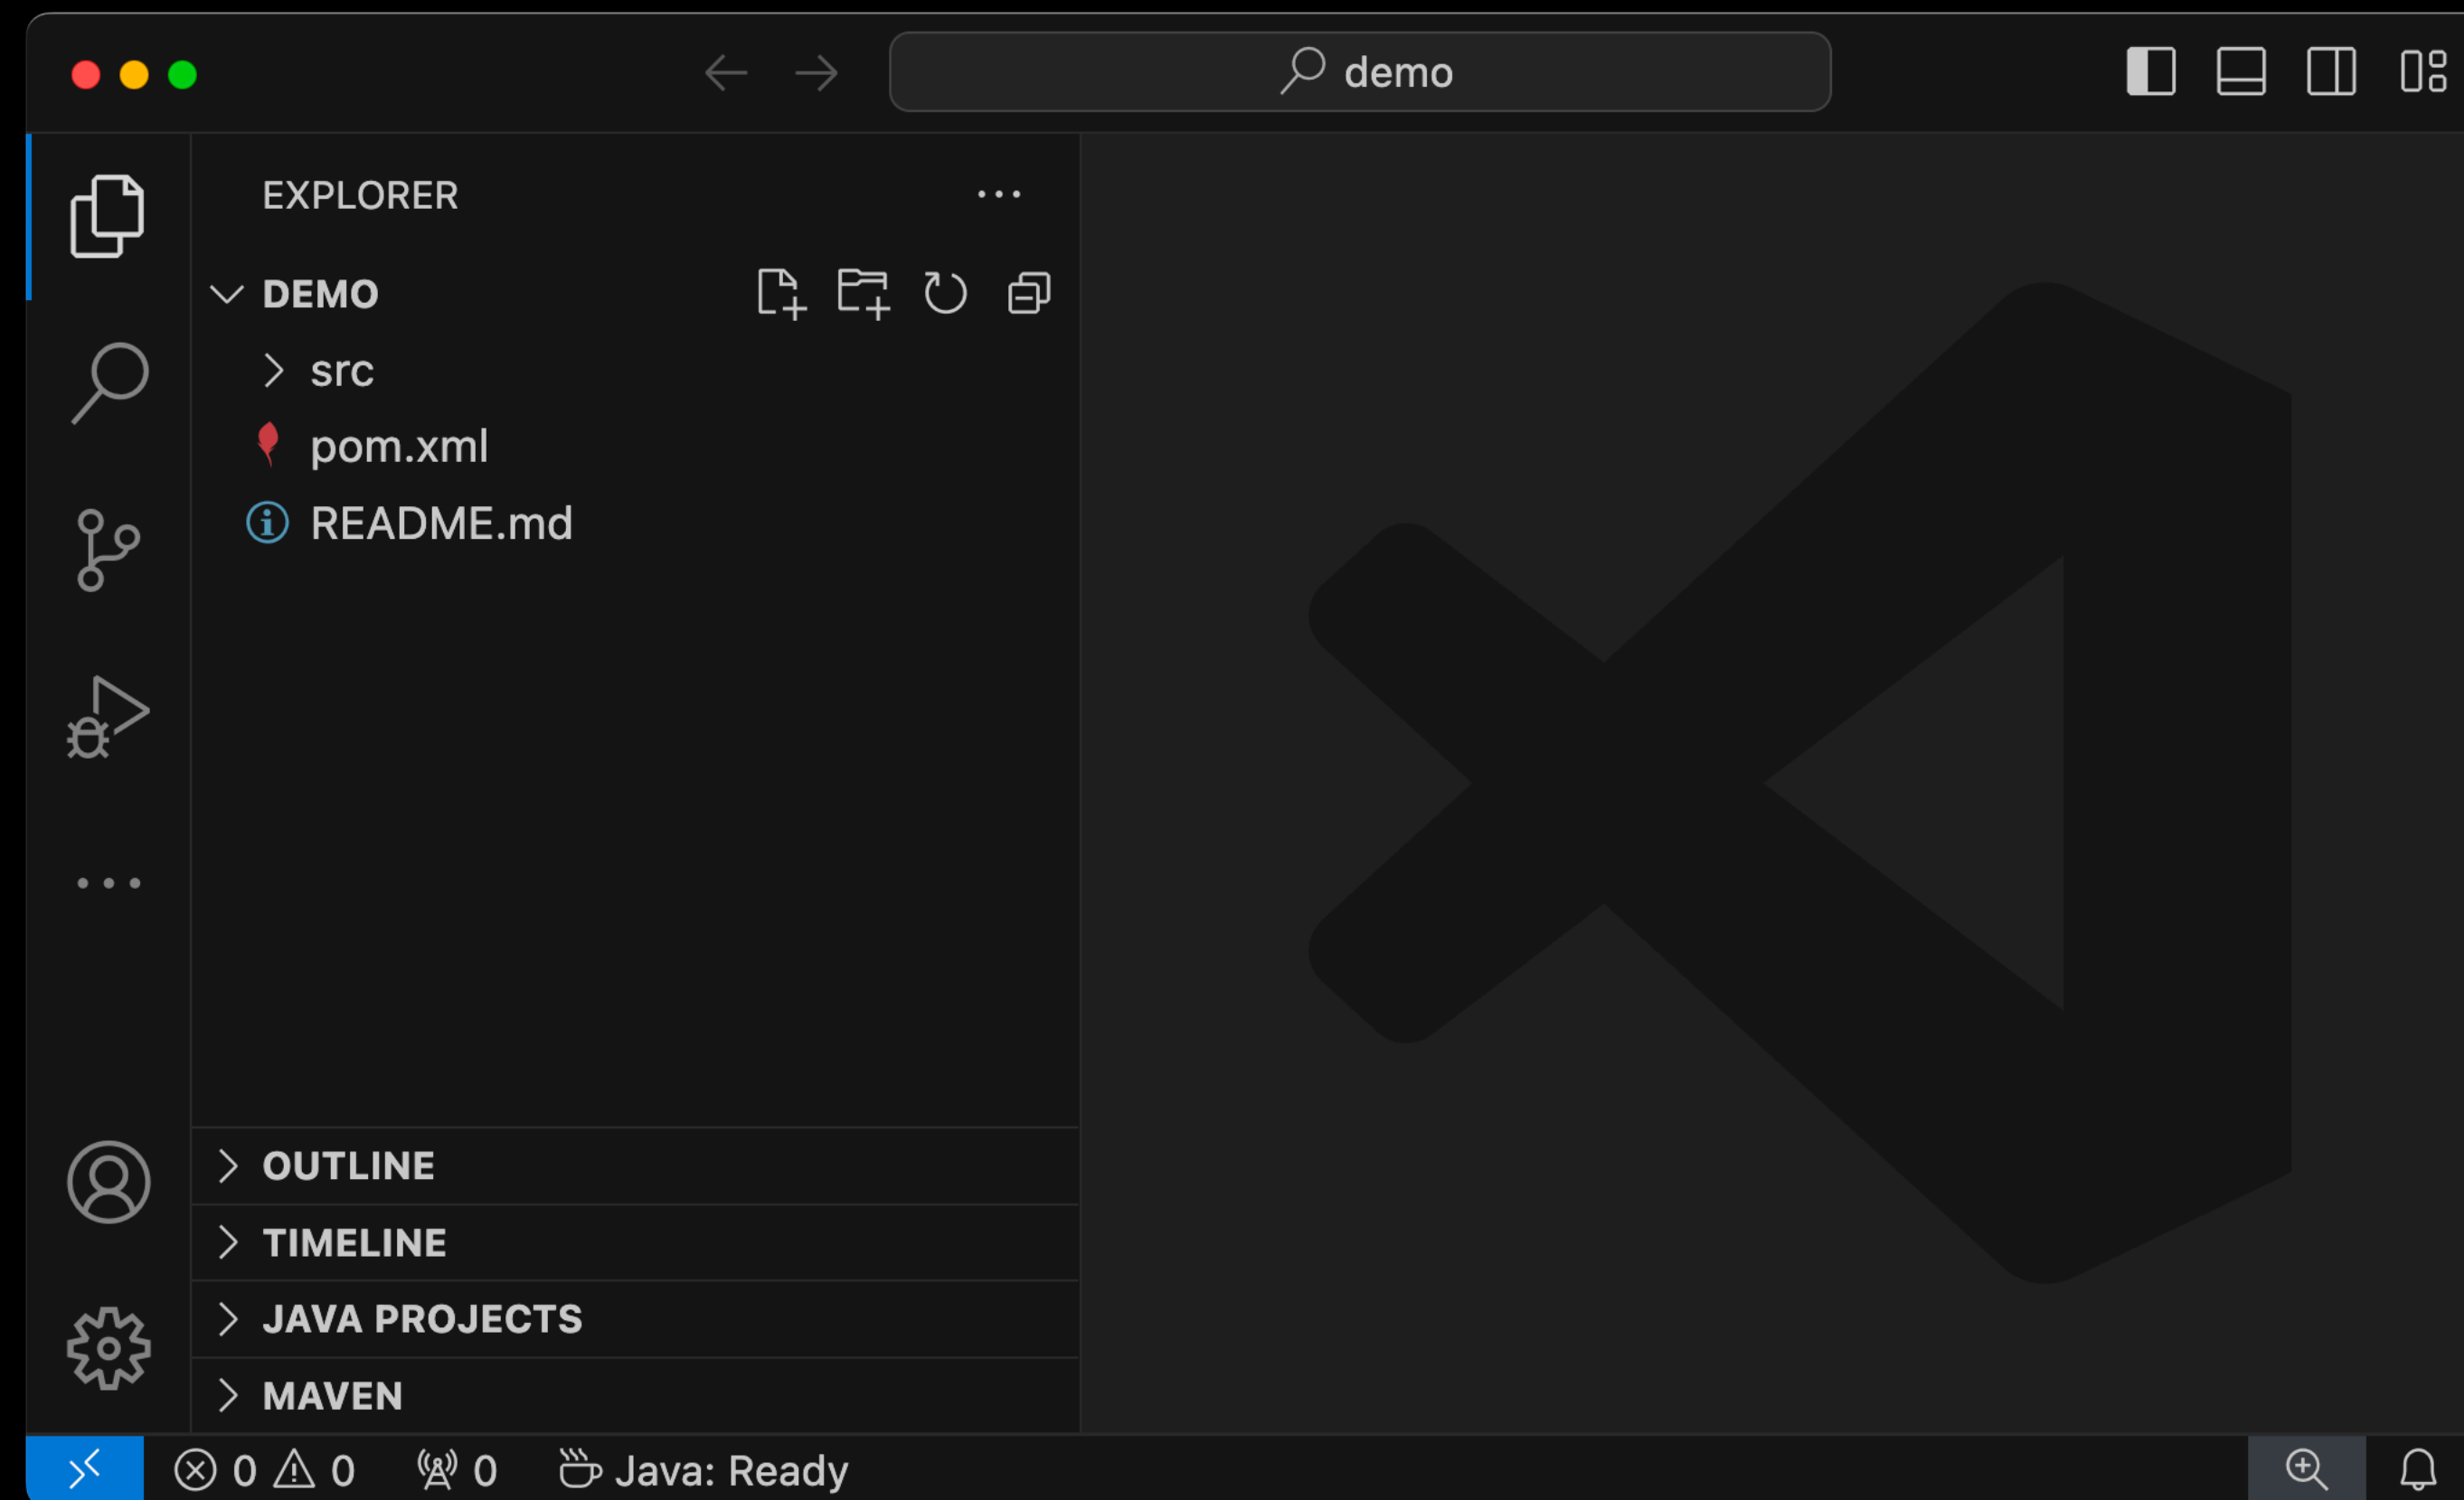 demo
EXPLORER
DEMO
src
pom.xml
README.md
OUTLINE
TIMELINE
JAVA PROJECTS
MAVEN
0 0 0 Java: Ready